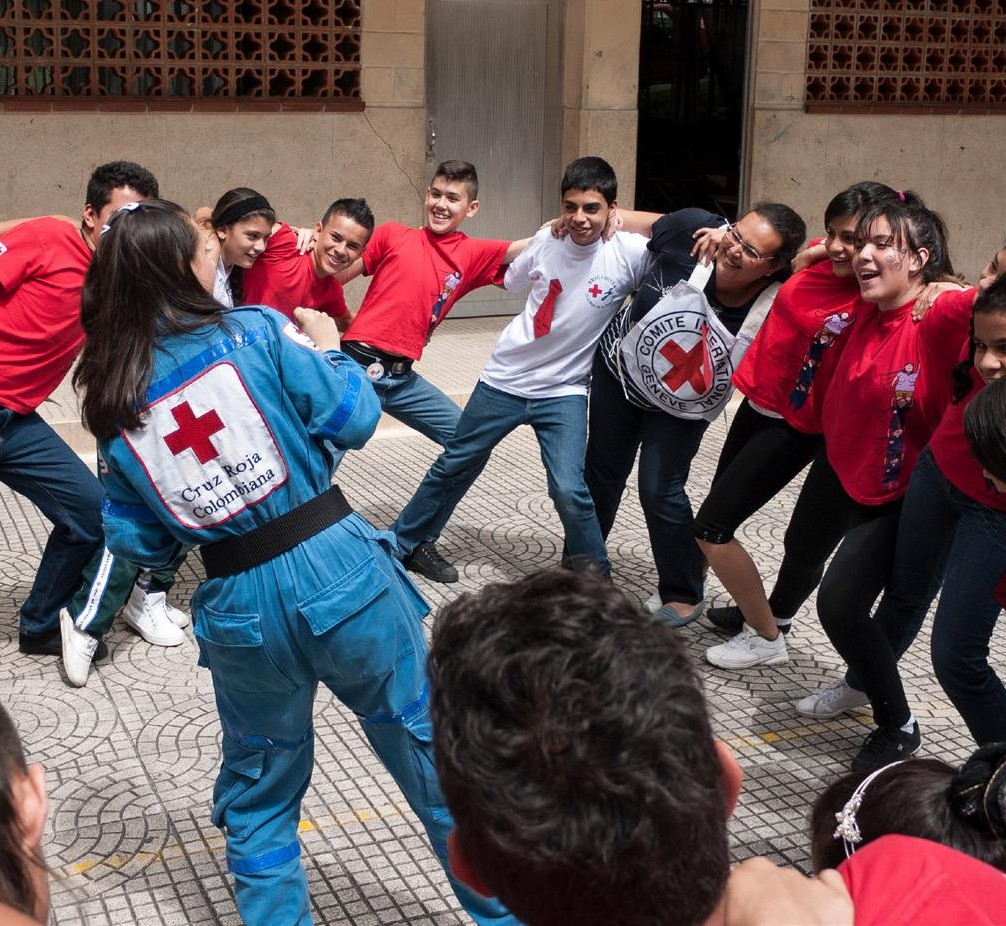 Cruz Roja
Colombiana
COMITE INTERNATIONAL
GENEVE